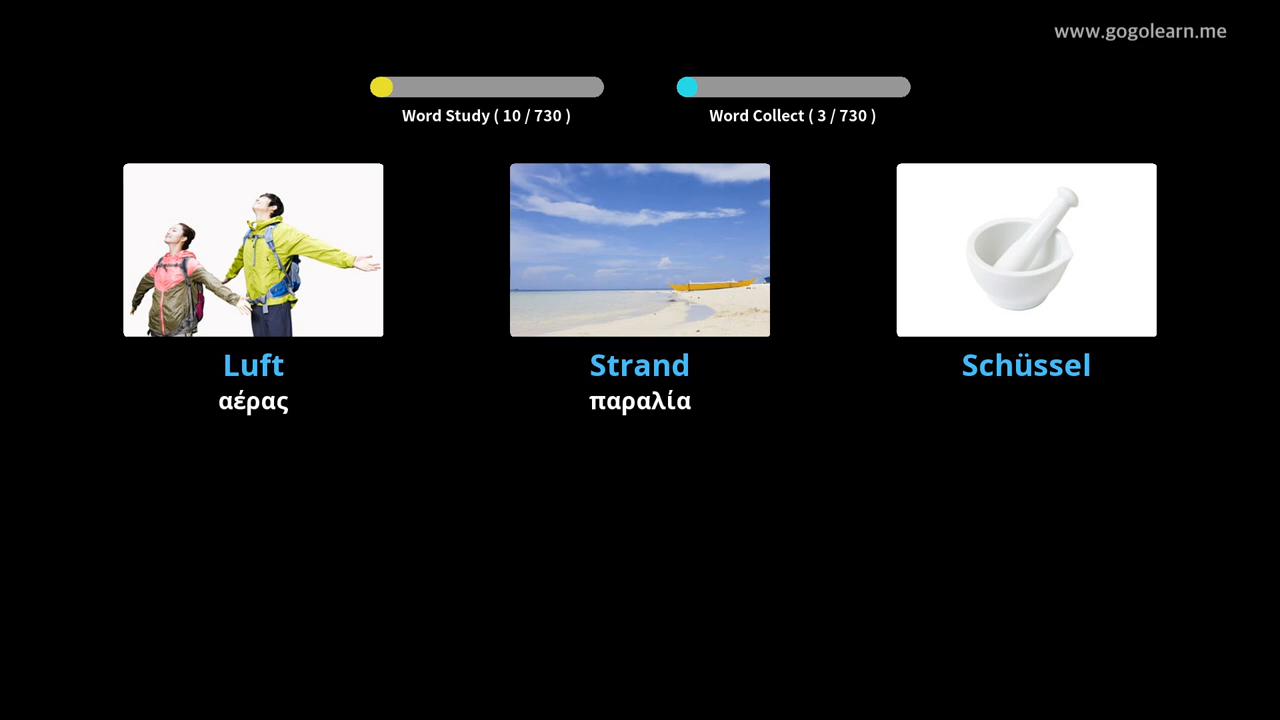 www.gogolearn.me
Word Study ( 10 / 730 )
Word Collect ( 3 / 730 )
Luft
αέρας
Strand
παραλία
Schüssel